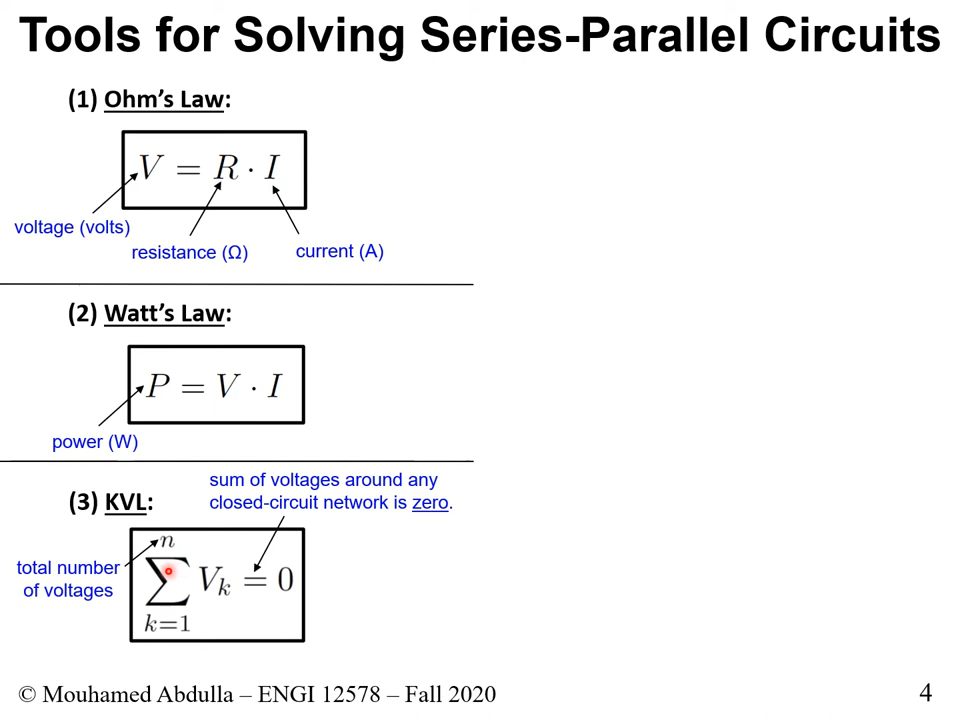 Tools for Solving Series-Parallel Circuits
(1) Ohm's Law:
V = R · I
voltage (volts)
resistance (Ω)
current (A)
(2) Watt's Law:
P = V · I
power (W)
(3) KVL:
sum of voltages around any
closed-circuit network is zero.
total number
of voltages
n
∑ Vk = 0
k=1
© Mouhamed Abdulla – ENGI 12578 – Fall 2020
4